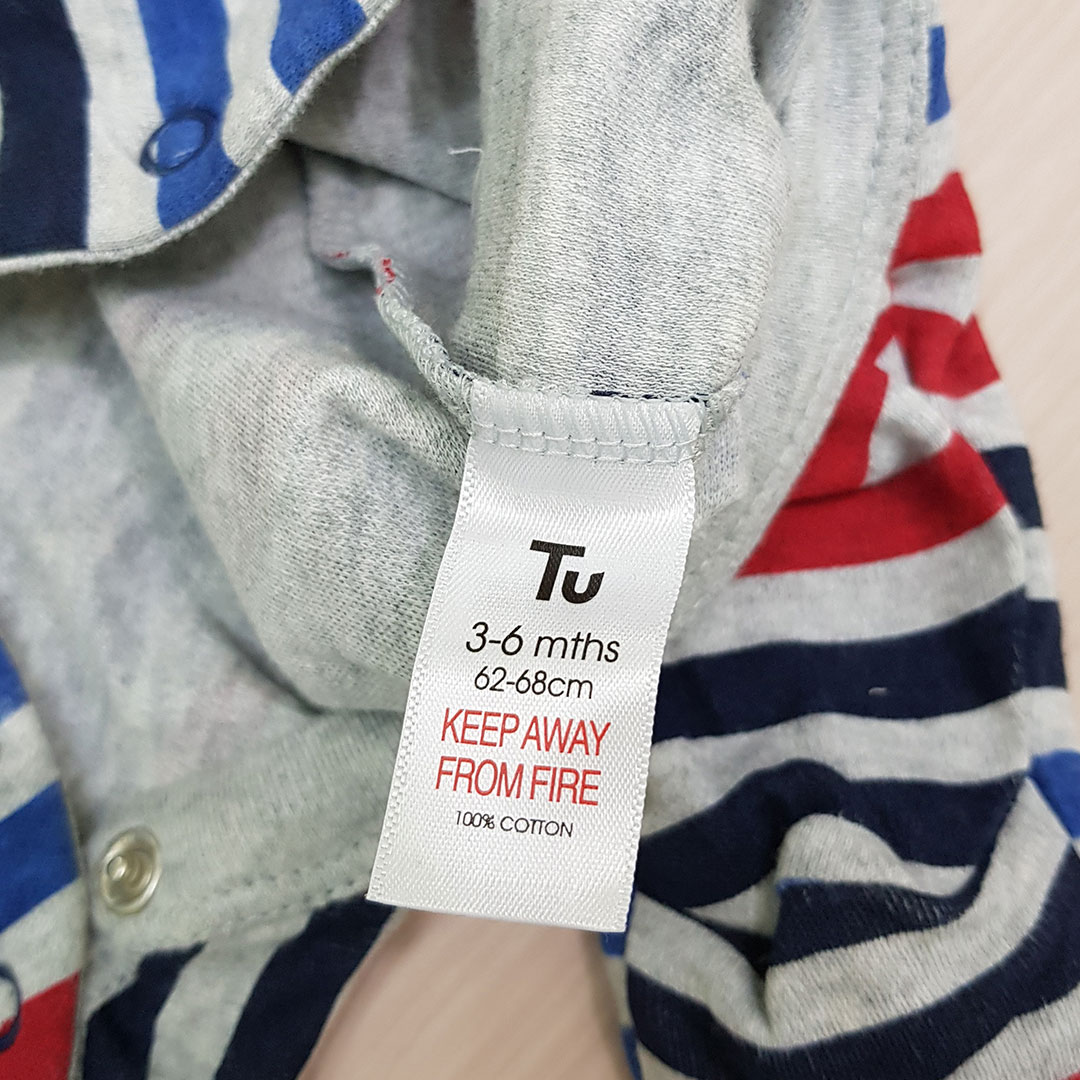 Tu
3-6 mths
62-68cm
KEEP AWAY
FROM FIRE
100% COTTON